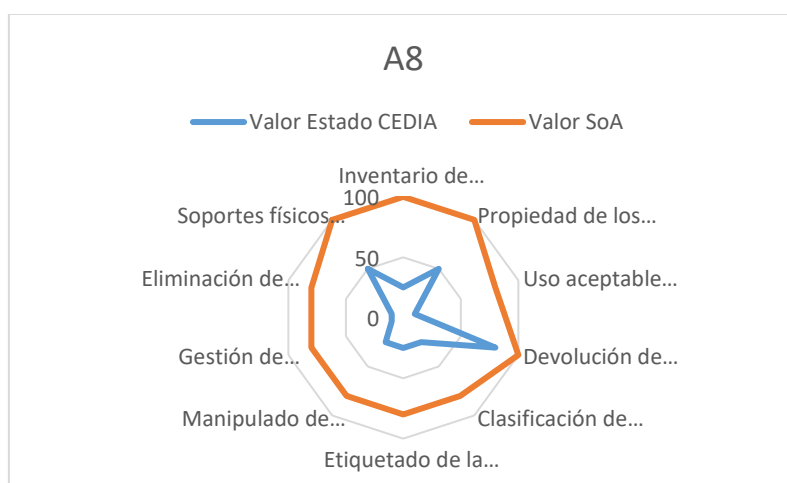 A8
Valor Estado CEDIA
Valor SoA
Inventario de...
100
Soportes físicos...
Propiedad de los...
50
Eliminación de...
Uso aceptable...
0
Gestión de...
Devolución de...
Manipulado de...
Clasificación de...
Etiquetado de la...